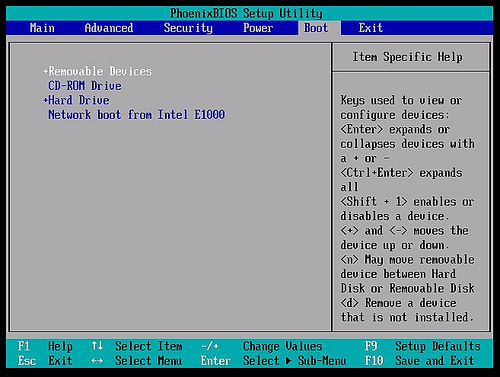 PhoenixBIOS Setup Utility
Main Advanced Security Power Boot Exit
+Removable Devices
CD-ROM Drive
+Hard Drive
Network boot from Intel E1000
Item Specific Help
Keys used to view or
configure devices:
<Enter> expands or
collapses devices with
a + or -
<Ctrl+Enter> expands
all
<Shift + 1> enables or
disables a device.
<+> and <-> moves the
device up or down.
<n> May move removable
device between Hard
Disk or Removable Disk
<d> Remove a device
that is not installed.
F1 Help ↑↓ Select Item -/+ Change Values F9 Setup Defaults
Esc Exit ↔ Select Menu Enter Select ▶ Sub-Menu F10 Save and Exit